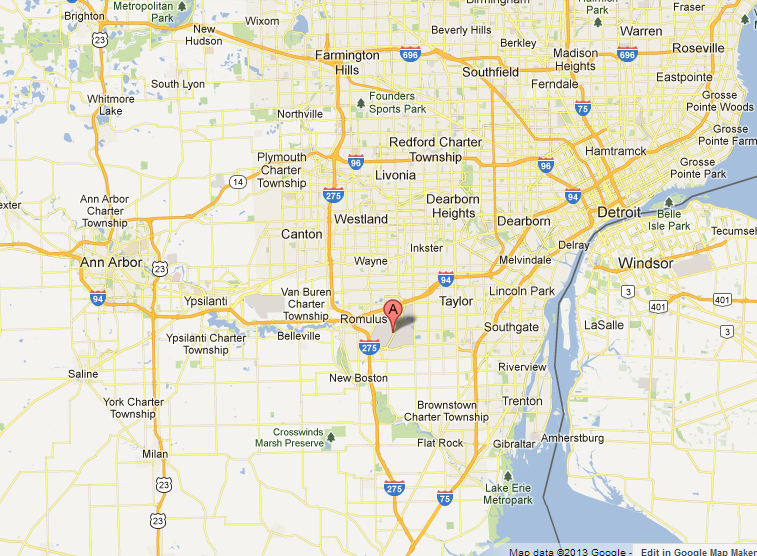 Metropolitan
Park
Brighton
23
Wixom
New
Hudson
Farmington
Hills
696
Beverly Hills
Berkley
Madison
Heights
Park
Fraser
Warren
696
Roseville
Southfield
Ferndale
Eastpointe
South Lyon
Whitmore
Lake
Founders
Sports Park
Northville
75
Grosse
Pointe Woods
Grosse
Pointe Farm
Redford Charter
Township
Hamtramck
Plymouth
Charter
Township
96
96
Grosse
Pointe Park
Livonia
14
275
94
Dearborn
Heights
Ann Arbor
Charter
Township
Westland
Dearborn
Detroit
Belle
Isle Park
Canton
Inkster
Delray
Tecumseh
Ann Arbor
23
Wayne
Melvindale
Windsor
94
94
Ypsilanti
Van Buren
Charter
Township
Taylor
Lincoln Park
3
401
401
A
Romulus
Southgate
LaSalle
3
Ypsilanti Charter
Township
Belleville
275
Saline
New Boston
Riverview
York Charter
Township
Brownstown
Charter Township
Trenton
Crosswinds
Marsh Preserve
Flat Rock
Gibraltar
Amherstburg
Milan
23
275
75
Lake Erie
Metropark
23
Map data ©2013 Google -
Edit in Google Map Maker